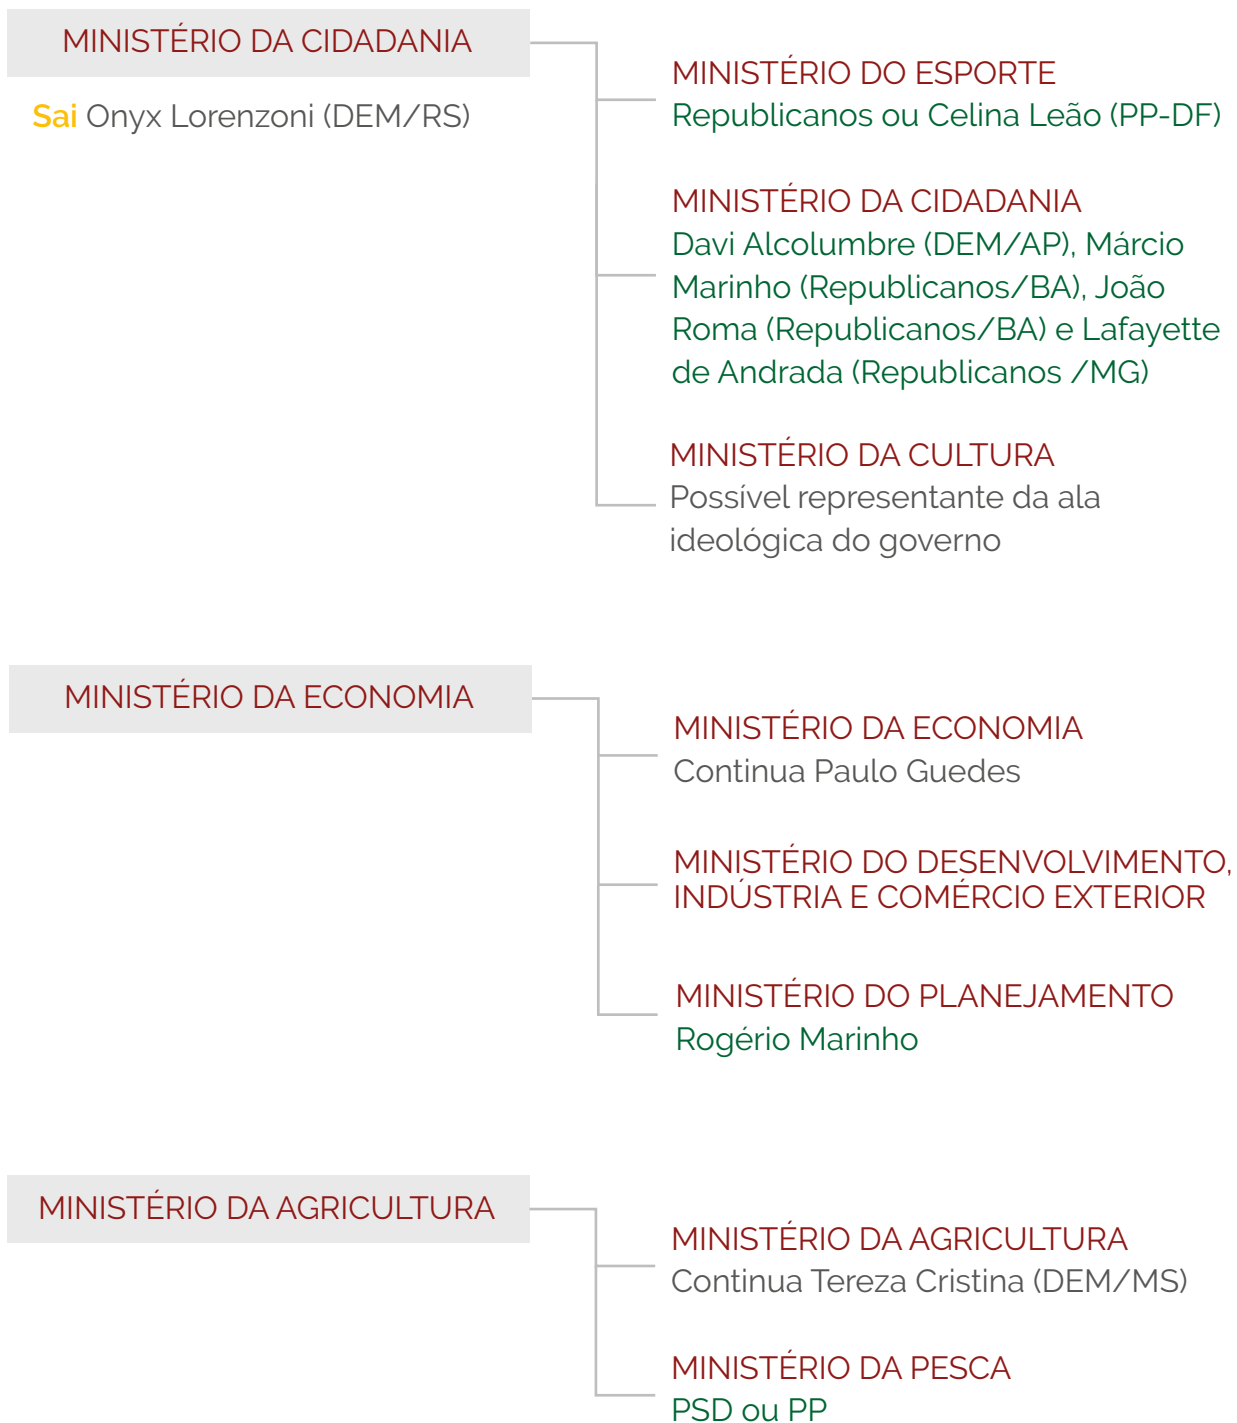 MINISTÉRIO DA CIDADANIA
Sai Onyx Lorenzoni (DEM/RS)
MINISTÉRIO DO ESPORTE
Republicanos ou Celina Leão (PP-DF)
MINISTÉRIO DA CIDADANIA
Davi Alcolumbre (DEM/AP), Márcio
Marinho (Republicanos/BA), João
Roma (Republicanos/BA) e Lafayette
de Andrada (Republicanos /MG)
MINISTÉRIO DA CULTURA
Possível representante da ala
ideológica do governo
MINISTÉRIO DA ECONOMIA
MINISTÉRIO DA ECONOMIA
Continua Paulo Guedes
MINISTÉRIO DO DESENVOLVIMENTO,
INDÚSTRIA E COMÉRCIO EXTERIOR
MINISTÉRIO DO PLANEJAMENTO
Rogério Marinho
MINISTÉRIO DA AGRICULTURA
MINISTÉRIO DA AGRICULTURA
Continua Tereza Cristina (DEM/MS)
MINISTÉRIO DA PESCA
PSD ou PP